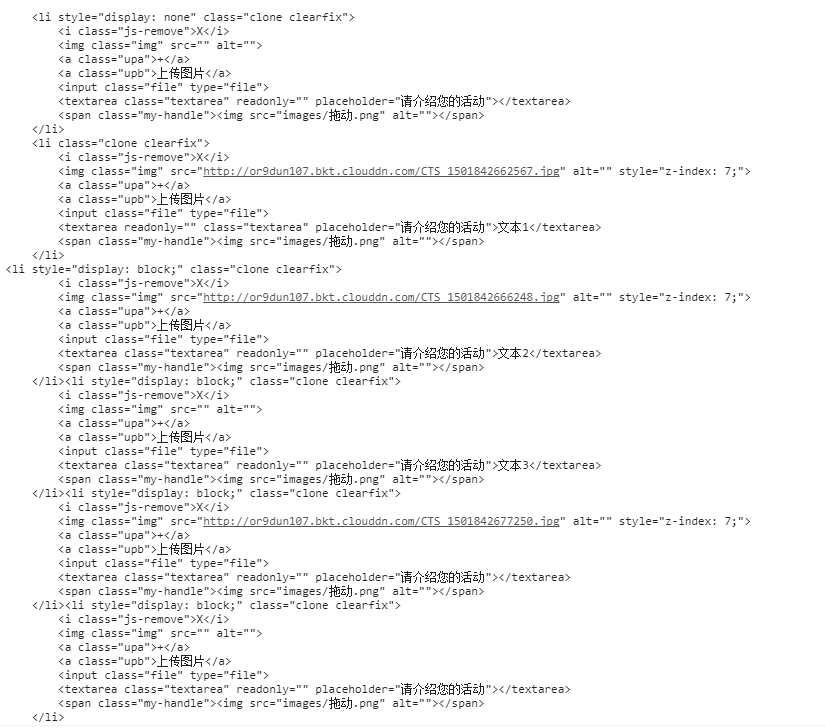 <li style="display: none" class="clone clearfix">
<i class="js-remove">X</i>
<img class="img" src="" alt="">
<a class="upa">+</a>
<a class="upb">上传图片</a>
<input class="file" type="file">
<textarea class="textarea" readonly="" placeholder="请介绍您的活动"></textarea>
<span class="my-handle"><img src="images/拖动.png" alt=""></span>
</li>
<li class="clone clearfix">
<i class="js-remove">X</i>
<img class="img" src="http://or9dun107.bkt.clouddn.com/CTS_1501842662567.jpg" alt="" style="z-index: 7;">
<a class="upa">+</a>
<a class="upb">上传图片</a>
<input class="file" type="file">
<textarea readonly="" class="textarea" placeholder="请介绍您的活动">文本1</textarea>
<span class="my-handle"><img src="images/拖动.png" alt=""></span>
</li>
<li style="display: block;" class="clone clearfix">
<i class="js-remove">X</i>
<img class="img" src="http://or9dun107.bkt.clouddn.com/CTS_1501842666248.jpg" alt="" style="z-index: 7;">
<a class="upa">+</a>
<a class="upb">上传图片</a>
<input class="file" type="file">
<textarea class="textarea" readonly="" placeholder="请介绍您的活动">文本2</textarea>
<span class="my-handle"><img src="images/拖动.png" alt=""></span>
</li><li style="display: block;" class="clone clearfix">
<i class="js-remove">X</i>
<img class="img" src="" alt="">
<a class="upa">+</a>
<a class="upb">上传图片</a>
<input class="file" type="file">
<textarea class="textarea" readonly="" placeholder="请介绍您的活动">文本3</textarea>
<span class="my-handle"><img src="images/拖动.png" alt=""></span>
</li><li style="display: block;" class="clone clearfix">
<i class="js-remove">X</i>
<img class="img" src="http://or9dun107.bkt.clouddn.com/CTS_1501842677250.jpg" alt="" style="z-index: 7;">
<a class="upa">+</a>
<a class="upb">上传图片</a>
<input class="file" type="file">
<textarea class="textarea" readonly="" placeholder="请介绍您的活动"></textarea>
<span class="my-handle"><img src="images/拖动.png" alt=""></span>
</li><li style="display: block;" class="clone clearfix">
<i class="js-remove">X</i>
<img class="img" src="" alt="">
<a class="upa">+</a>
<a class="upb">上传图片</a>
<input class="file" type="file">
<textarea class="textarea" readonly="" placeholder="请介绍您的活动"></textarea>
<span class="my-handle"><img src="images/拖动.png" alt=""></span>
</li>